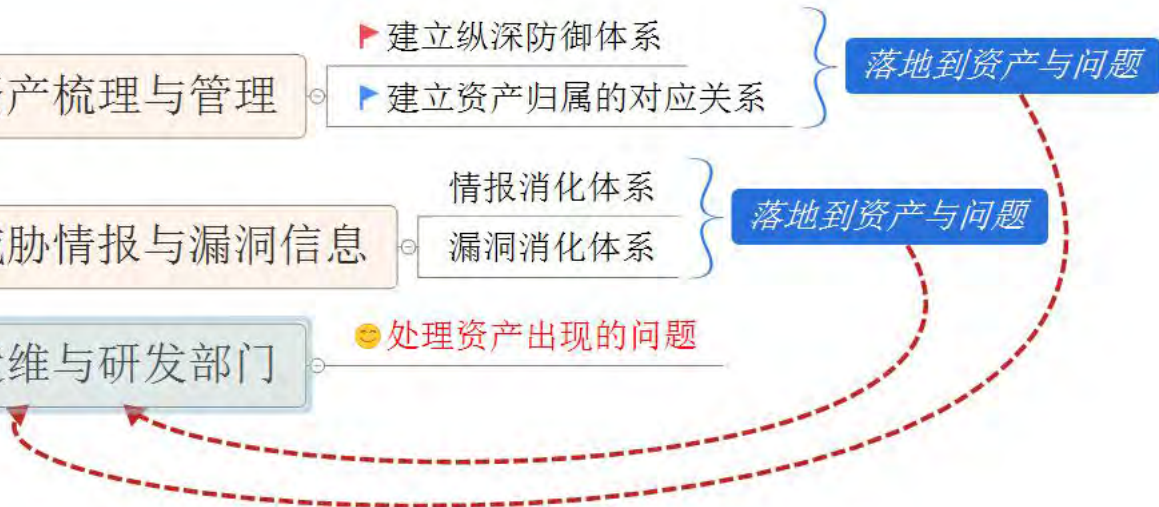 建立纵深防御体系
产梳理与管理
建立资产归属的对应关系
落地到资产与问题
情报消化体系
胁情报与漏洞信息
漏洞消化体系
落地到资产与问题
处理资产出现的问题
维与研发部门